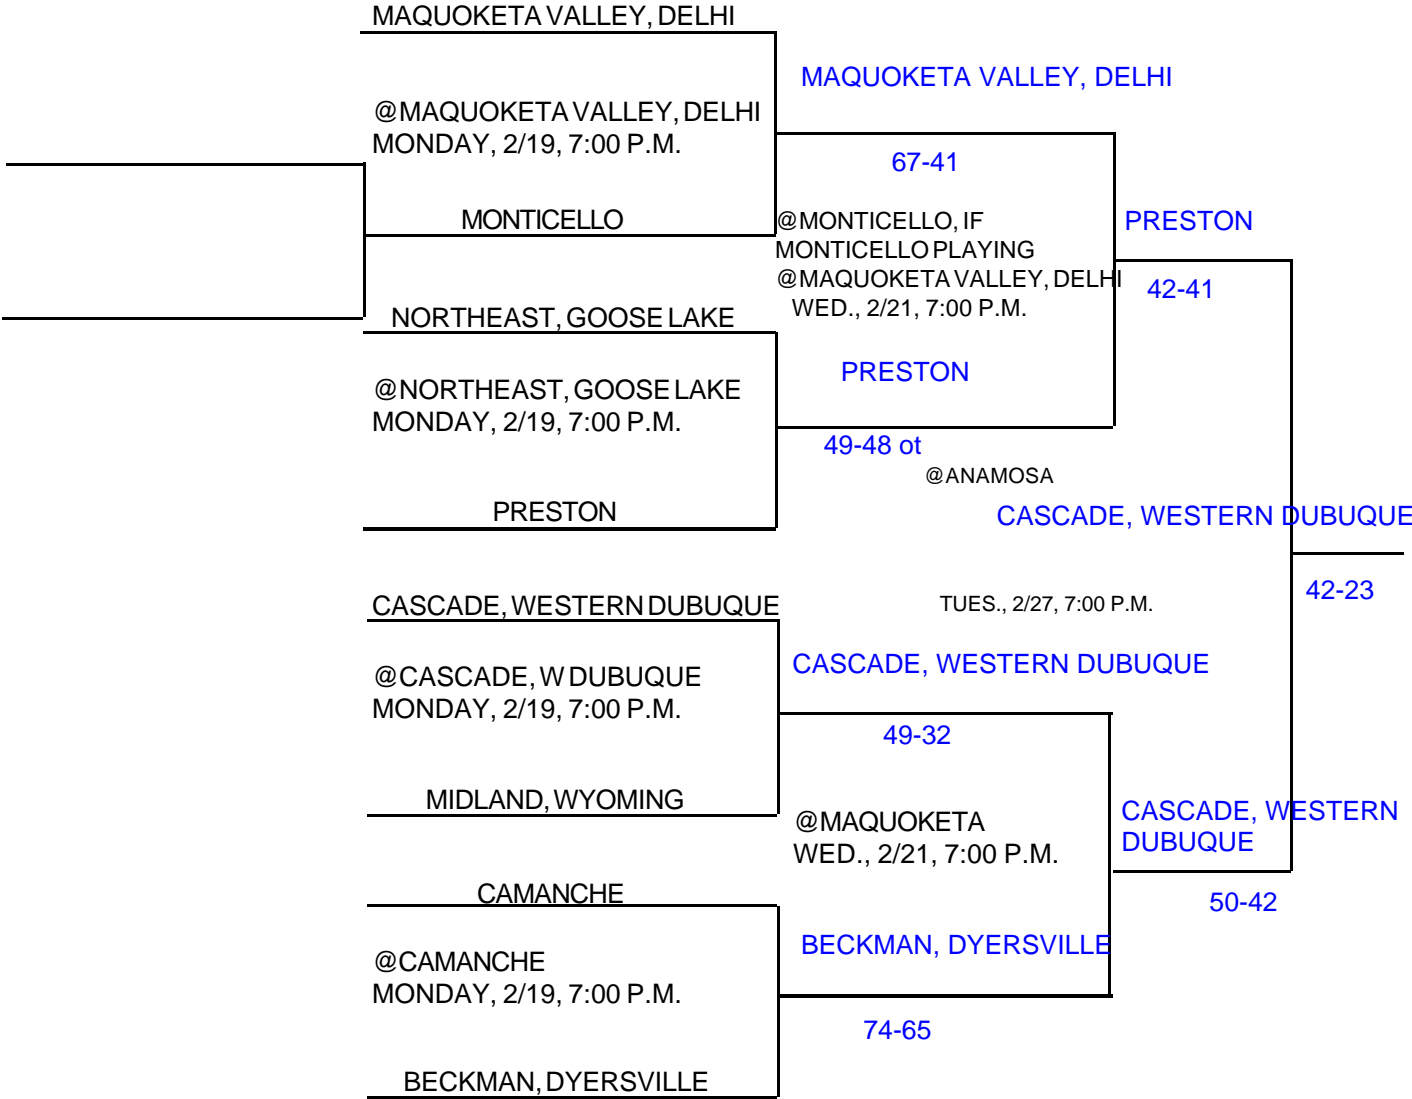 MAQUOKETA VALLEY, DELHI
MAQUOKETA VALLEY, DELHI
@MAQUOKETA VALLEY, DELHI
MONDAY, 2/19, 7:00 P.M.
67-41
MONTICELLO
@MONTICELLO, IF
MONTICELLO PLAYING
@MAQUOKETA VALLEY, DELHI
WED., 2/21, 7:00 P.M.
PRESTON
42-41
NORTHEAST, GOOSE LAKE
@NORTHEAST, GOOSE LAKE
MONDAY, 2/19, 7:00 P.M.
PRESTON
49-48 ot
@ANAMOSA
PRESTON
CASCADE, WESTERN DUBUQUE
42-23
TUES., 2/27, 7:00 P.M.
CASCADE, WESTERN DUBUQUE
@CASCADE, W DUBUQUE
MONDAY, 2/19, 7:00 P.M.
CASCADE, WESTERN DUBUQUE
49-32
MIDLAND, WYOMING
@MAQUOKETA
WED., 2/21, 7:00 P.M.
CASCADE, WESTERN
DUBUQUE
50-42
CAMANCHE
@CAMANCHE
MONDAY, 2/19, 7:00 P.M.
BECKMAN, DYERSVILLE
74-65
BECKMAN, DYERSVILLE